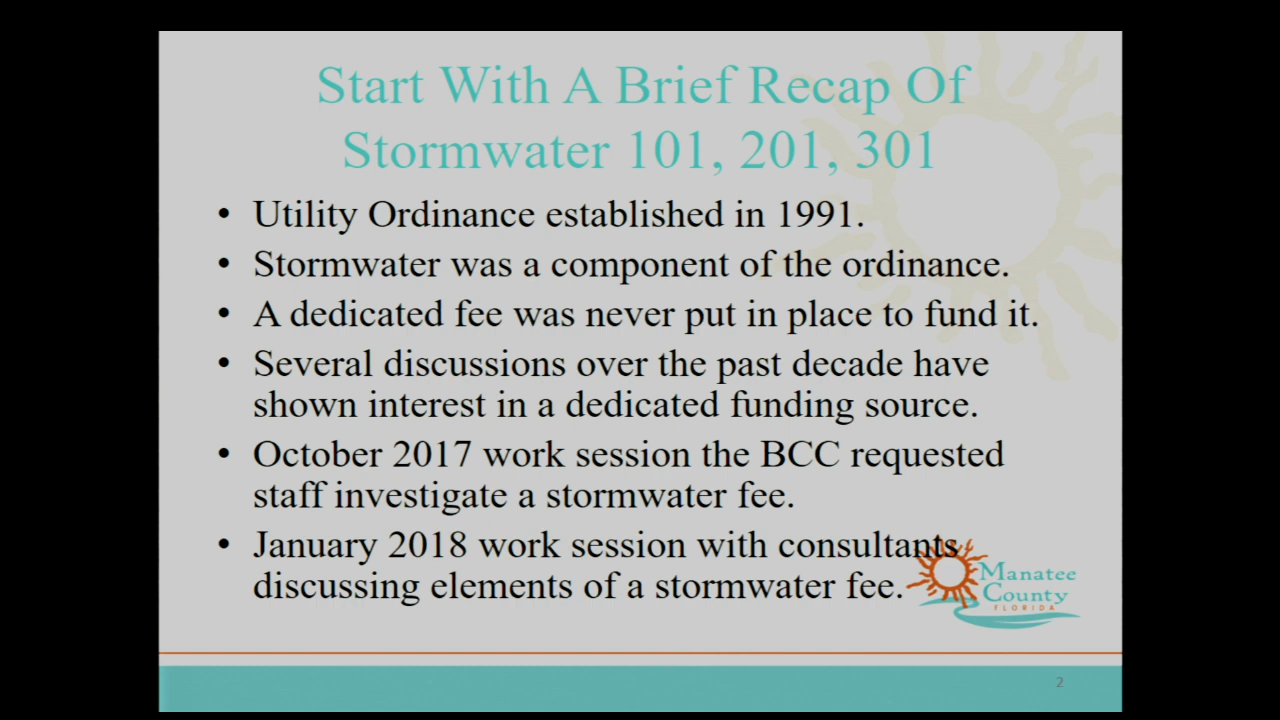 Start With A Brief Recap Of
Stormwater 101, 201, 301
• Utility Ordinance established in 1991.
• Stormwater was a component of the ordinance.
• A dedicated fee was never put in place to fund it.
• Several discussions over the past decade have
shown interest in a dedicated funding source.
• October 2017 work session the BCC requested
staff investigate a stormwater fee.
• January 2018 work session with consultants
discussing elements of a stormwater fee.
Manatee
County
FLORIDA
2